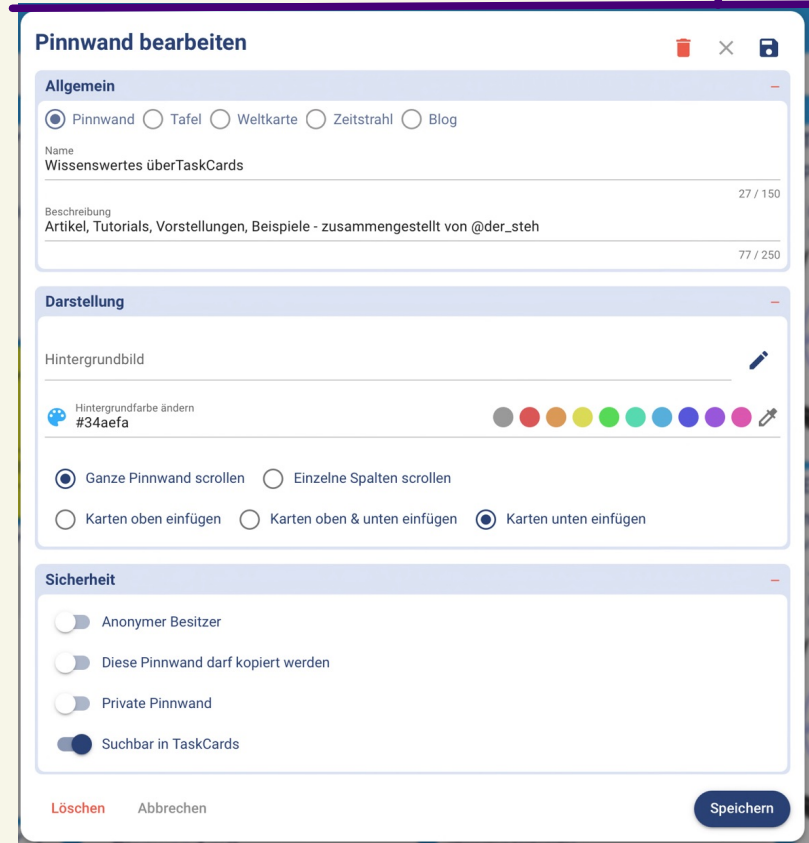 Pinnwand bearbeiten
Allgemein
Pinnwand Tafel Weltkarte Zeitstrahl Blog
Name
Wissenswertes überTaskCards
27 / 150
Beschreibung
Artikel, Tutorials, Vorstellungen, Beispiele - zusammengestellt von @der_steh
77 / 250
Darstellung
Hintergrundbild
Hintergrundfarbe ändern
#34aefa
Ganze Pinnwand scrollen Einzelne Spalten scrollen
Karten oben einfügen Karten oben & unten einfügen Karten unten einfügen
Sicherheit
Anonymer Besitzer
Diese Pinnwand darf kopiert werden
Private Pinnwand
Suchbar in TaskCards
Löschen Abbrechen Speichern